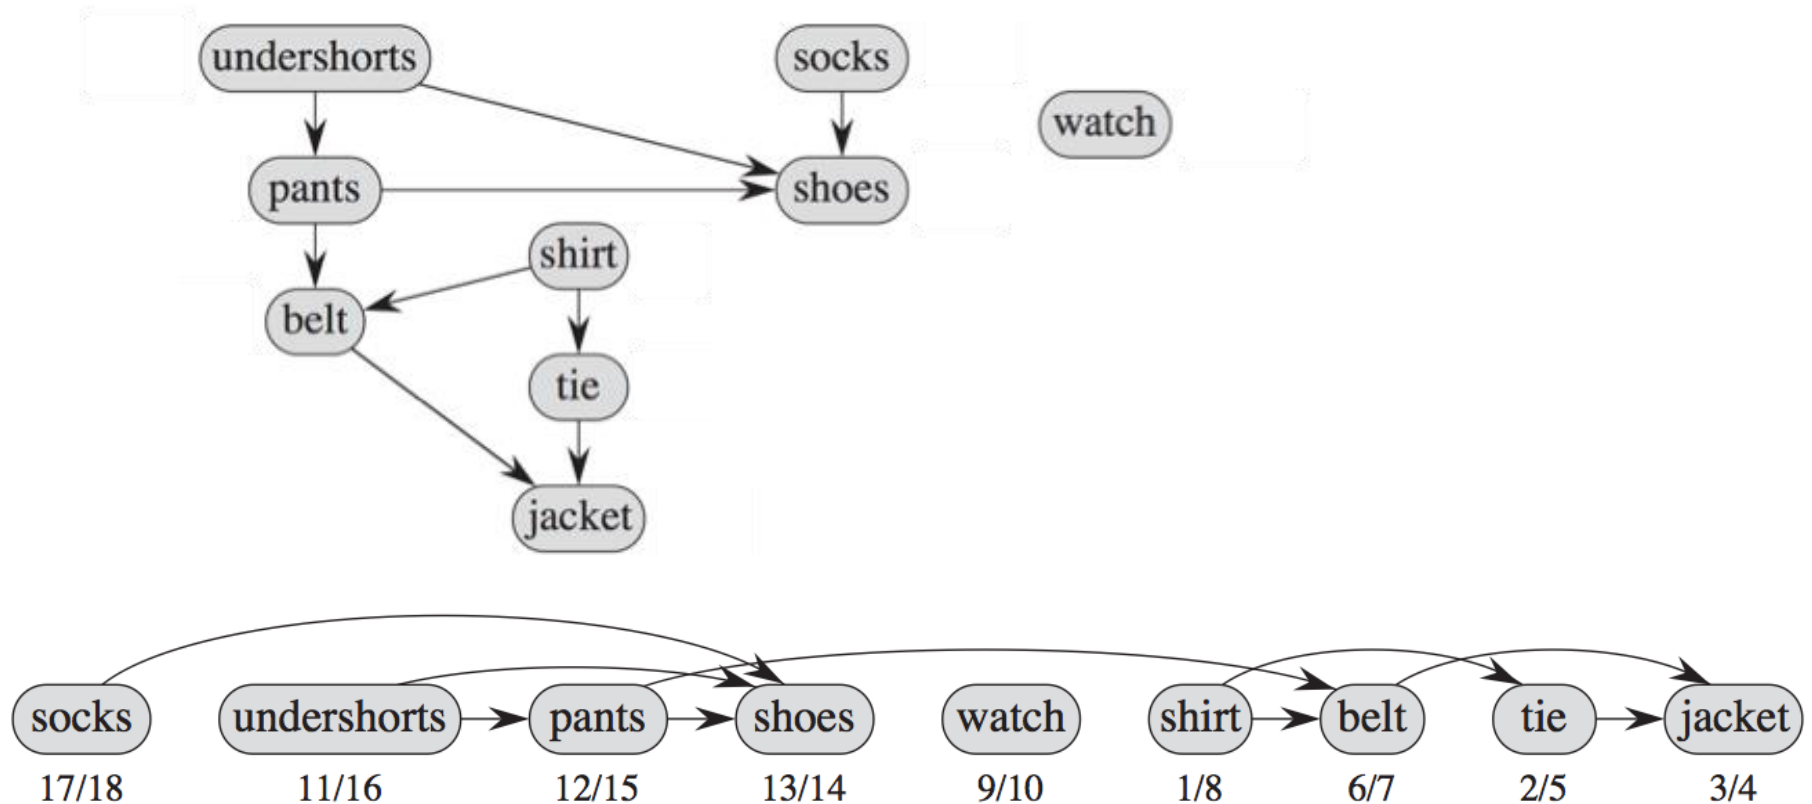 undershorts socks
watch
pants shoes
shirt
belt
tie
jacket
socks undershorts pants shoes watch shirt belt tie jacket
17/18 11/16 12/15 13/14 9/10 1/8 6/7 2/5 3/4